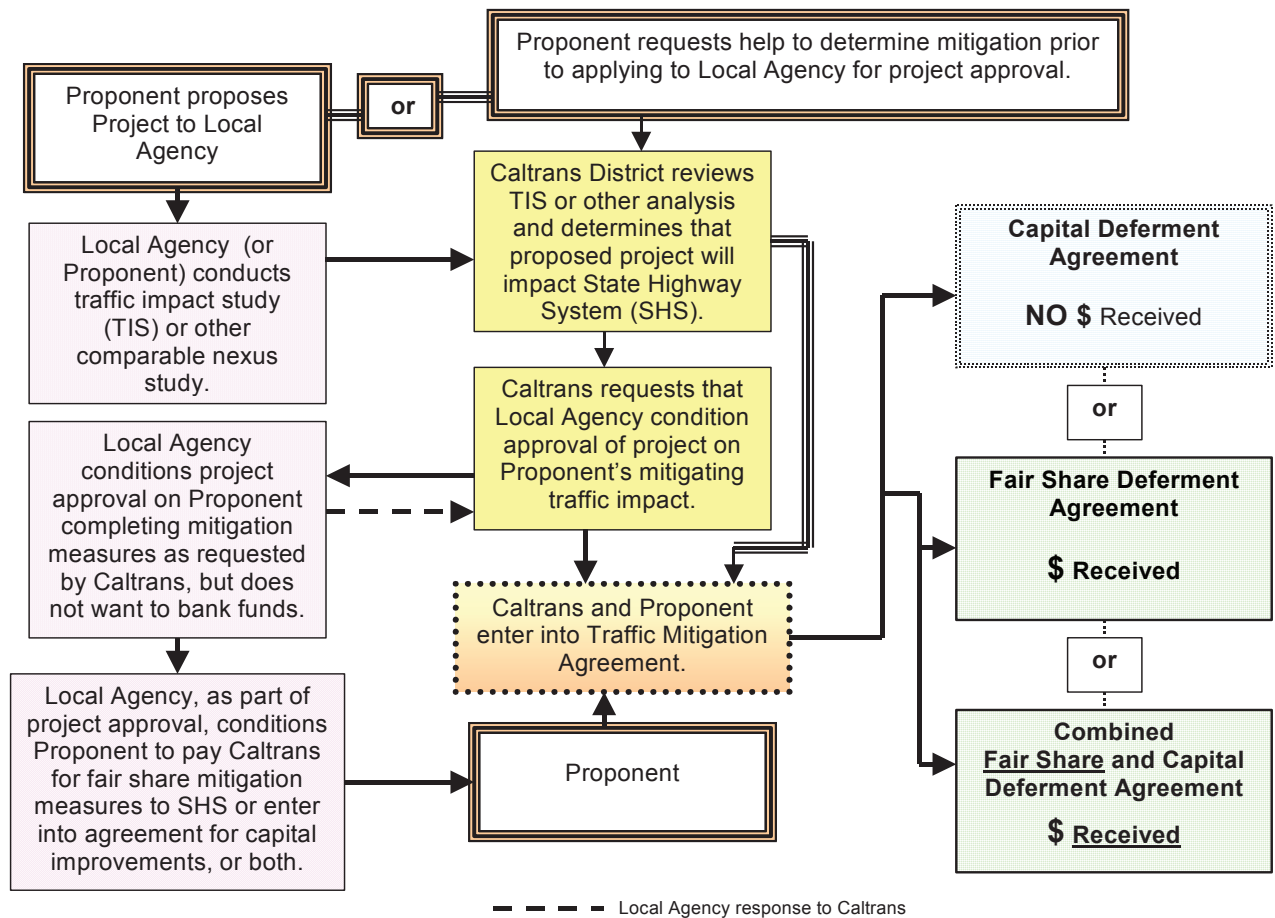 Proponent requests help to determine mitigation prior
to applying to Local Agency for project approval.
Proponent proposes
Project to Local
Agency
or
Caltrans District reviews
TIS or other analysis
and determines that
proposed project will
impact State Highway
System (SHS).
Local Agency (or
Proponent) conducts
traffic impact study
(TIS) or other
comparable nexus
study.
Caltrans requests that
Local Agency condition
approval of project on
Proponent's mitigating
traffic impact.
Local Agency
conditions project
approval on Proponent
completing mitigation
measures as requested
by Caltrans, but does
not want to bank funds.
Caltrans and Proponent
enter into Traffic Mitigation
Agreement.
Local Agency, as part of
project approval, conditions
Proponent to pay Caltrans
for fair share mitigation
measures to SHS or enter
into agreement for capital
improvements, or both.
Proponent
Capital Deferment
Agreement
NO $ Received
or
Fair Share Deferment
Agreement
$ Received
or
Combined
Fair Share and Capital
Deferment Agreement
$ Received
Local Agency response to Caltrans